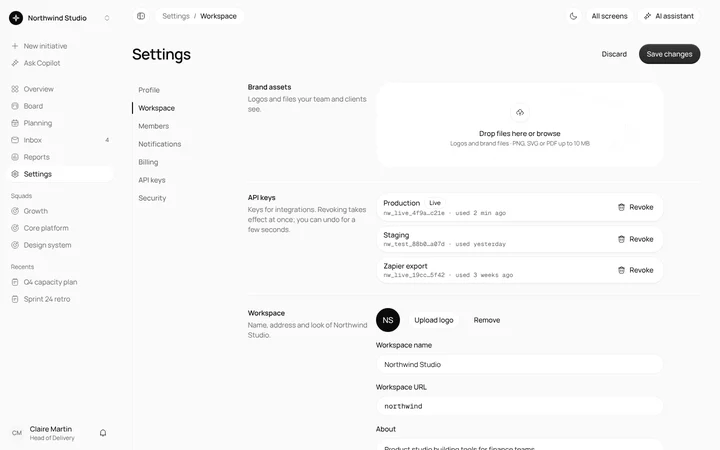 Northwind Studio
New initiative
Ask Copilot
Overview
Board
Planning
Inbox 4
Reports
Settings
Squads
Growth
Core platform
Design system
Recents
Q4 capacity plan
Sprint 24 retro
CM
Claire Martin
Head of Delivery
Settings / Workspace
All screens
AI assistant
Settings
Discard
Save changes
Profile
Workspace
Members
Notifications
Billing
API keys
Security
Brand assets
Logos and files your team and clients
see.
Drop files here or browse
Logos and brand files · PNG, SVG or PDF up to 10 MB
API keys
Keys for integrations. Revoking takes
effect at once; you can undo for a
few seconds.
Production Live
nw_live_4f9a…c21e · used 2 min ago
Revoke
Staging
nw_test_88b0…a07d · used yesterday
Revoke
Zapier export
nw_live_19cc…5f42 · used 3 weeks ago
Revoke
Workspace
Name, address and look of Northwind
Studio.
NS
Upload logo
Remove
Workspace name
Northwind Studio
Workspace URL
northwind
About
Product studio building tools for finance teams